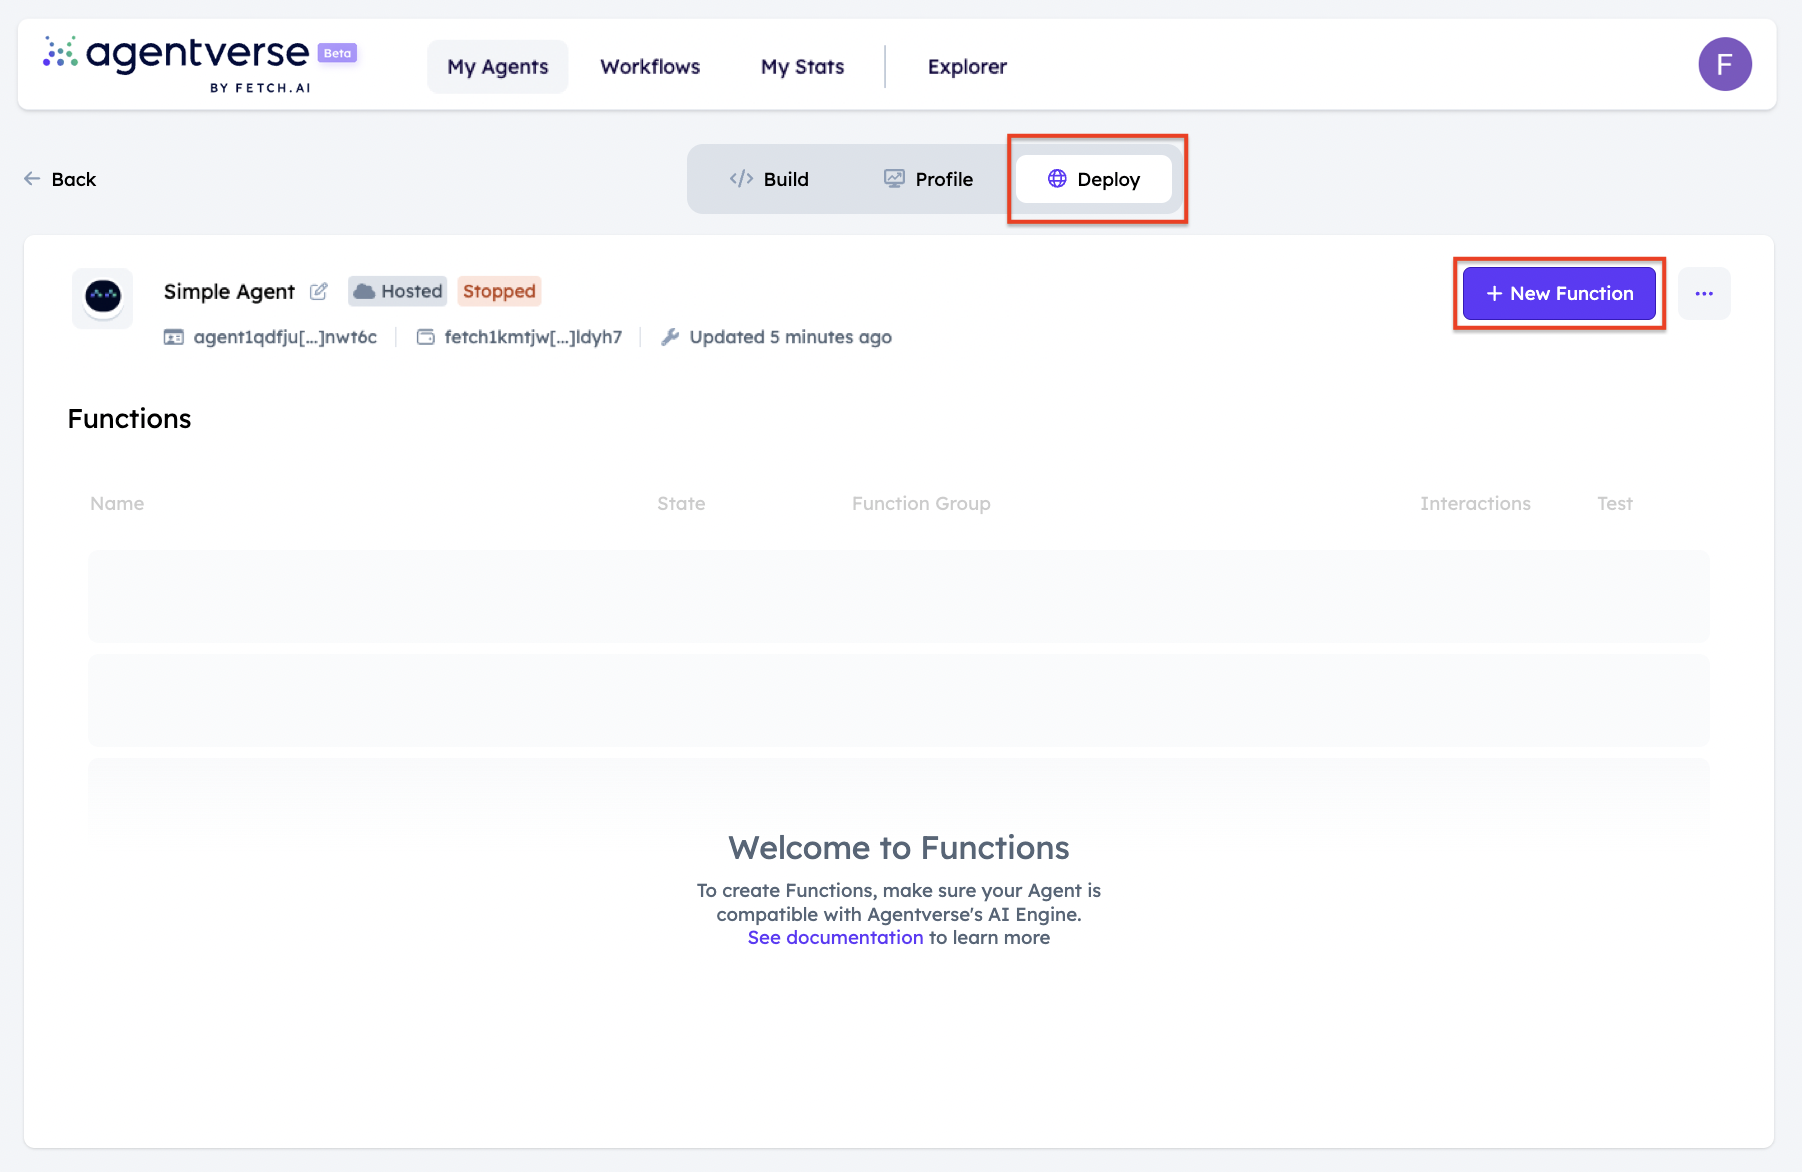 agentverse Beta
BY FETCH.AI
My Agents Workflows My Stats Explorer
F
Back
</> Build Profile Deploy
Simple Agent Hosted Stopped
+ New Function ...
agent1qdfju[...]nwt6c fetch1kmtjw[...]ldyh7 Updated 5 minutes ago
Functions
Name State Function Group Interactions Test
Welcome to Functions
To create Functions, make sure your Agent is
compatible with Agentverse's AI Engine.
See documentation to learn more